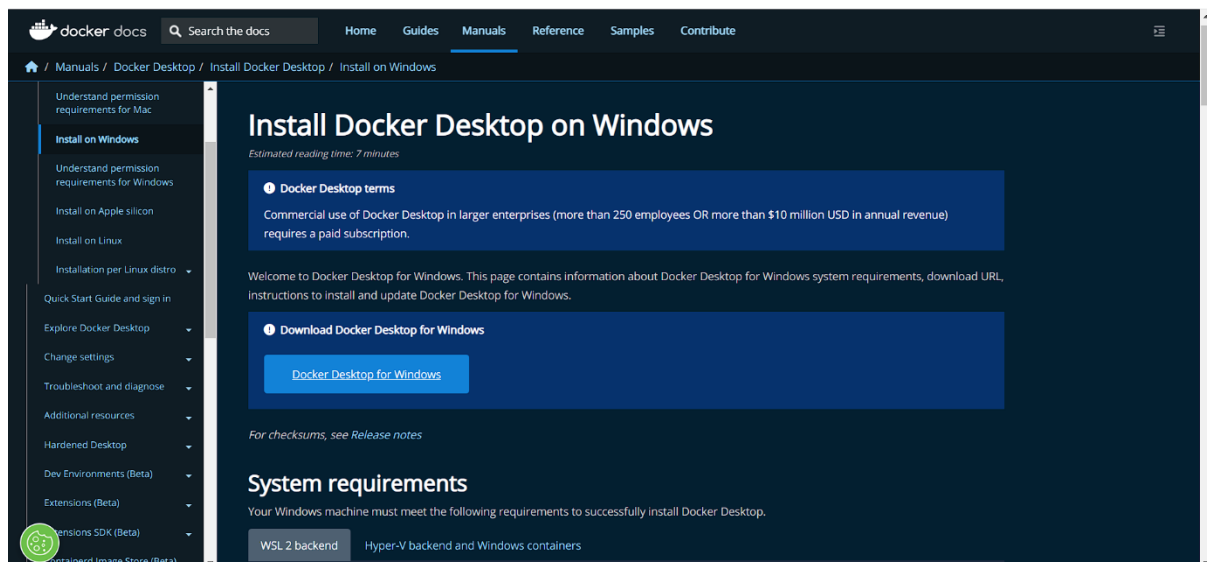 docker docs
Search the docs
Home Guides Manuals Reference Samples Contribute
/ Manuals / Docker Desktop / Install Docker Desktop / Install on Windows
Understand permission
requirements for Mac
Install on Windows
Understand permission
requirements for Windows
Install on Apple silicon
Install on Linux
Installation per Linux distro
Quick Start Guide and sign in
Explore Docker Desktop
Change settings
Troubleshoot and diagnose
Additional resources
Hardened Desktop
Dev Environments (Beta)
Extensions (Beta)
SDK (Beta)
Image Store (Beta)
Install Docker Desktop on Windows
Estimated reading time: 7 minutes
Docker Desktop terms
Commercial use of Docker Desktop in larger enterprises (more than 250 employees OR more than $10 million USD in annual revenue)
requires a paid subscription.
Welcome to Docker Desktop for Windows. This page contains information about Docker Desktop for Windows system requirements, download URL,
instructions to install and update Docker Desktop for Windows.
Download Docker Desktop for Windows
Docker Desktop for Windows
For checksums, see Release notes
System requirements
Your Windows machine must meet the following requirements to successfully install Docker Desktop.
WSL 2 backend Hyper-V backend and Windows containers